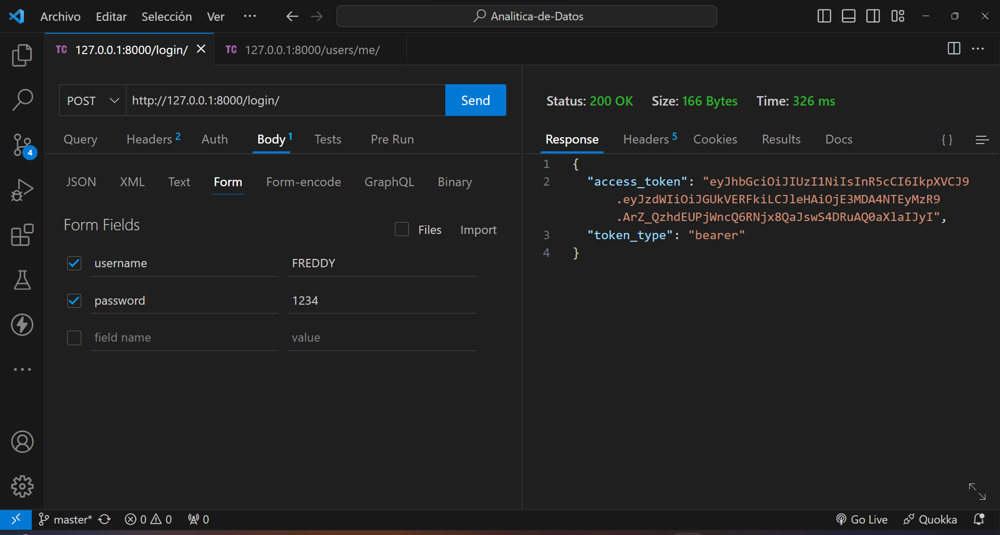 Archivo Editar Selección Ver ··· Analitica-de-Datos
TC 127.0.0.1:8000/login/ TC 127.0.0.1:8000/users/me/
POST http://127.0.0.1:8000/login/ Send
Query Headers 2 Auth Body 1 Tests Pre Run
JSON XML Text Form Form-encode GraphQL Binary
Form Fields Files Import
username FREDDY
password 1234
field name value
Status: 200 OK Size: 166 Bytes Time: 326 ms
Response Headers 5 Cookies Results Docs { }
1 {
2 "access_token": "eyJhbGciOiJIUzI1NiIsInR5cCI6IkpXVCJ9
.eyJzdWIiOiJGUkVERFkiLCJleHAiOjE3MDA4NTEyMzR9
.ArZ_QzhdEUPjWncQ6RNjx8QaJswS4DRuAQ0aXlaIJyI",
3 "token_type": "bearer"
4 }
4
master* 0 0 0 Go Live Quokka